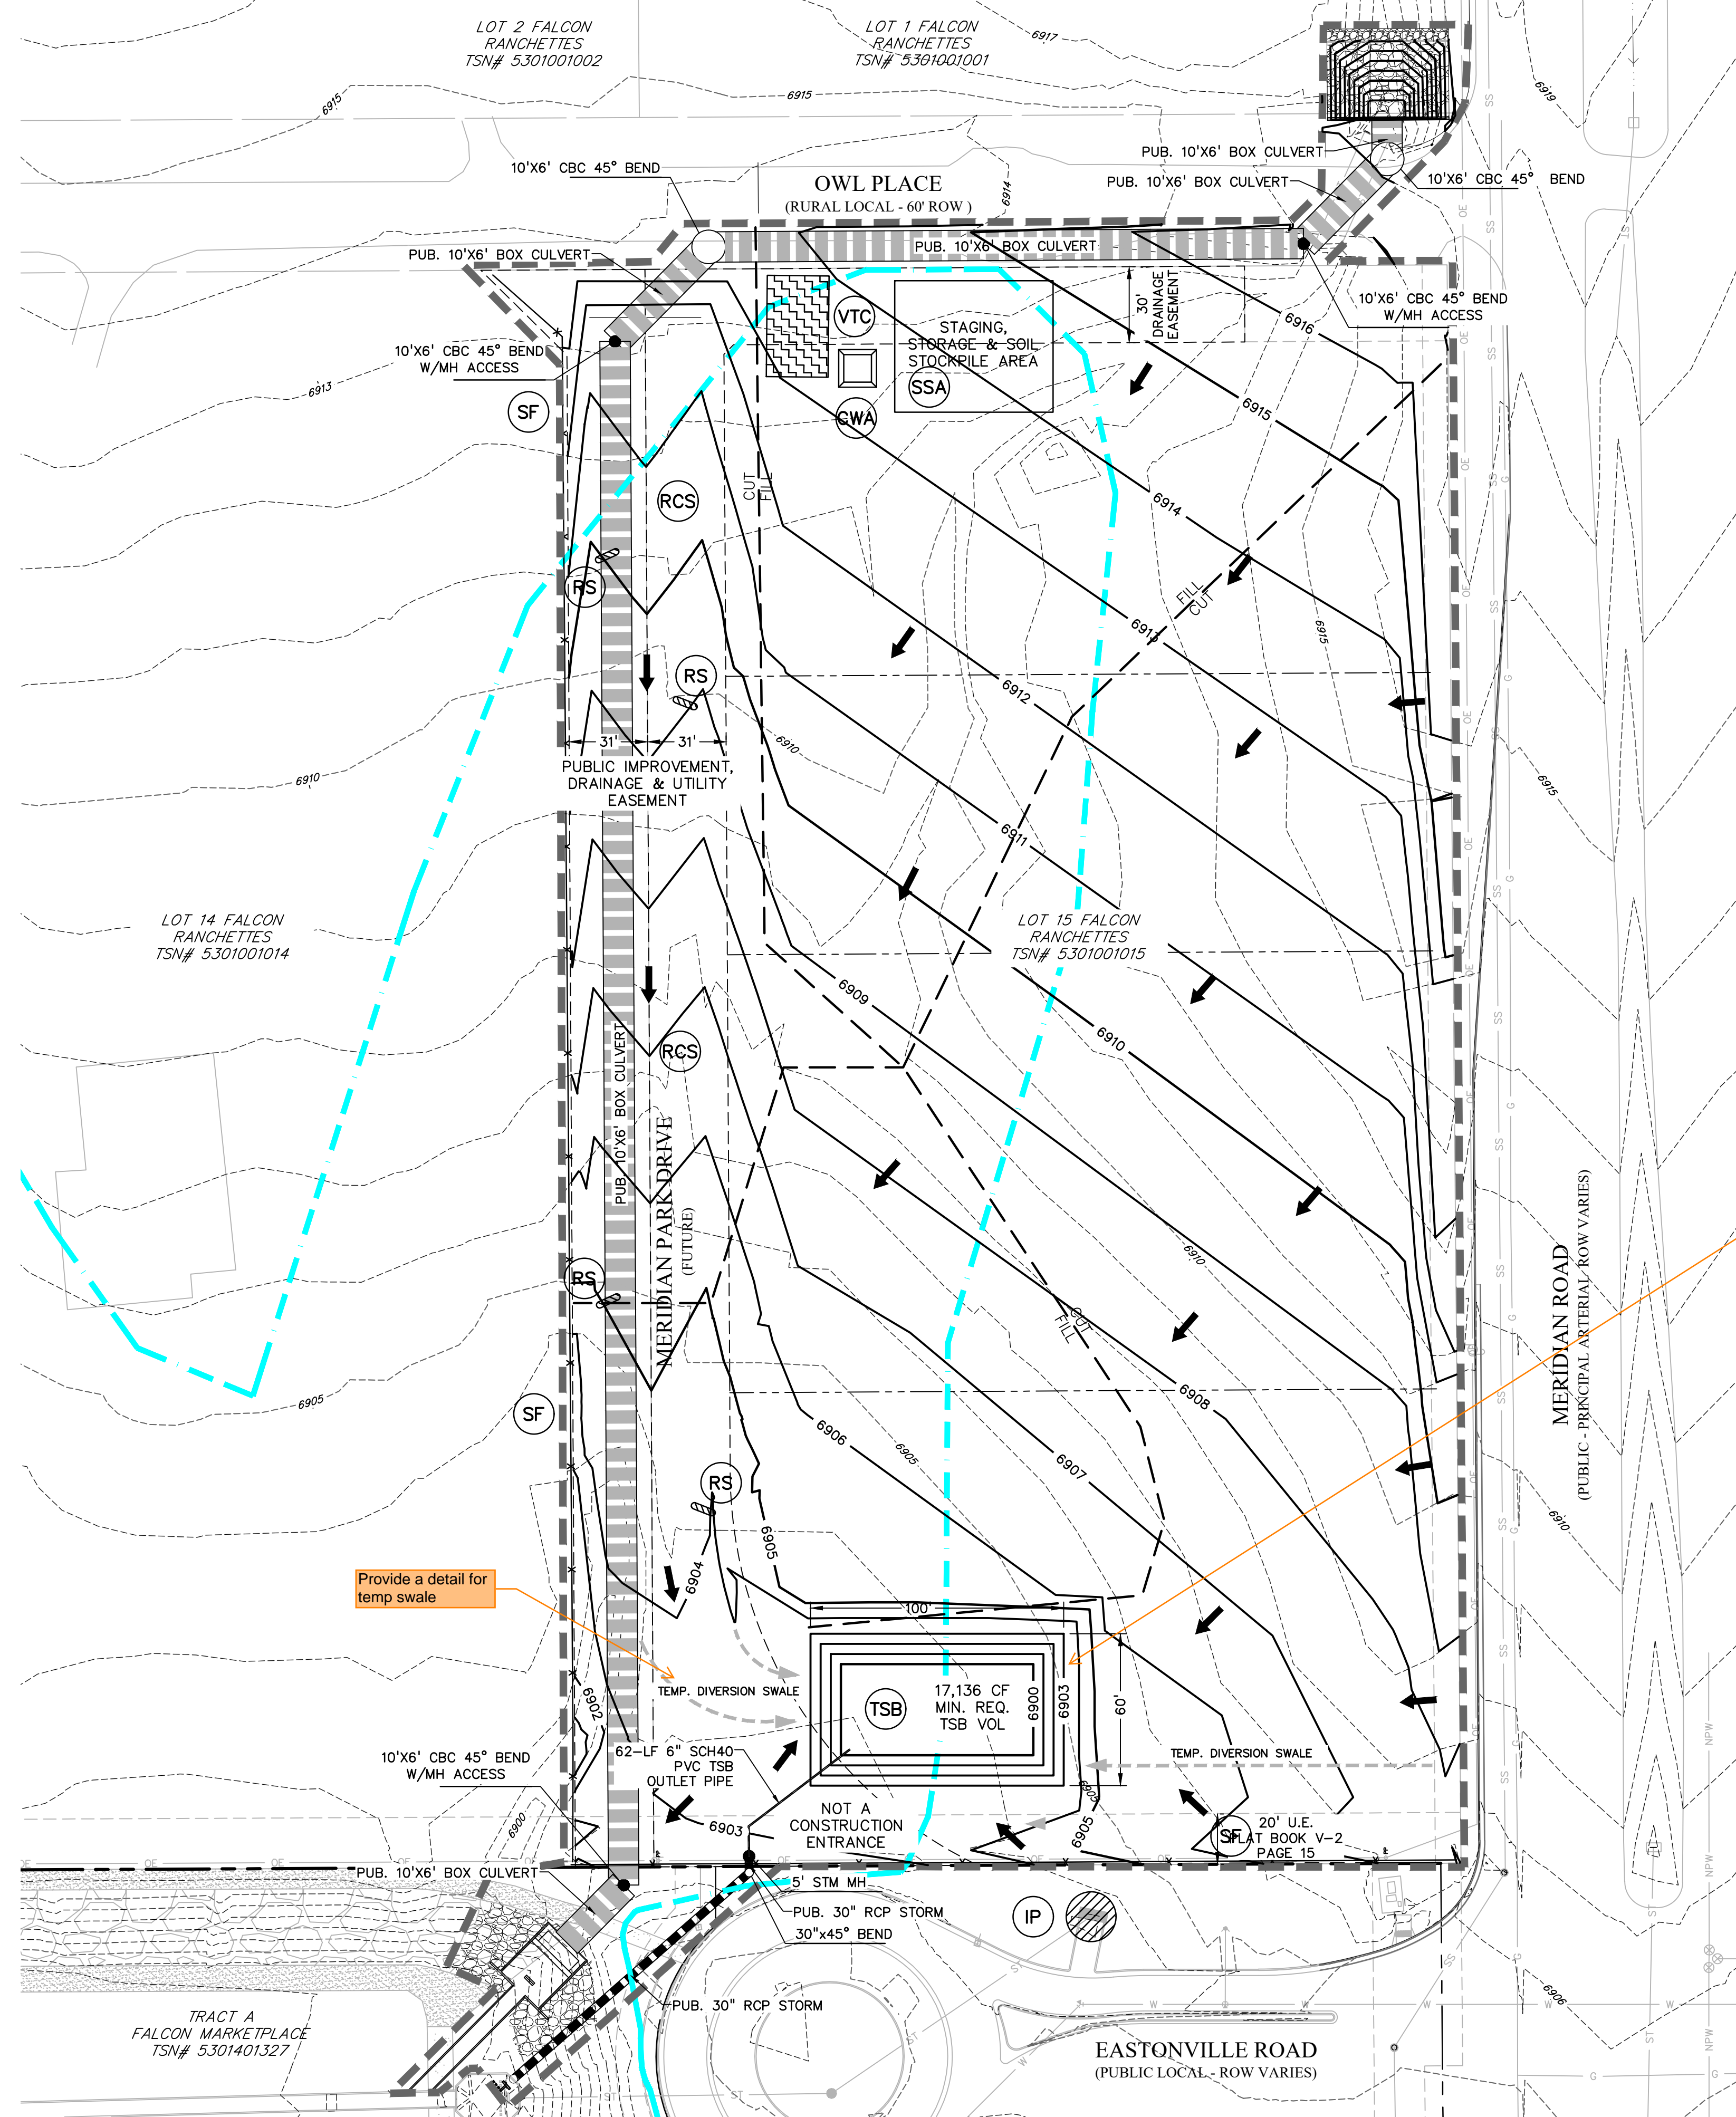 LOT 2 FALCON
RANCHETTES
TSN# 5301001002
LOT 1 FALCON
RANCHETTES
TSN# 5301001001
6917
6915
6915
6919
10'X6' CBC 45° BEND
OWL PLACE
(RURAL LOCAL - 60' ROW )
6914
PUB. 10'X6' BOX CULVERT
PUB. 10'X6' BOX CULVERT
10'X6' CBC 45° BEND
PUB. 10'X6' BOX CULVERT
PUB. 10'X6' BOX CULVERT
30'
DRAINAGE
EASEMENT
10'X6' CBC 45° BEND
W/MH ACCESS
VTC
STAGING,
STORAGE & SOIL
STOCKPILE AREA
SSA
CWA
6916
10'X6' CBC 45° BEND
W/MH ACCESS
6913
SF
6915
RCS
CUT
FILL
6914
RS
FILL
CUT
6913
6915
RS
6912
31'
31'
6910
PUBLIC IMPROVEMENT,
DRAINAGE & UTILITY
EASEMENT
6910
6915
6911
LOT 14 FALCON
RANCHETTES
TSN# 5301001014
LOT 15 FALCON
RANCHETTES
TSN# 5301001015
6909
6910
RCS
PUB. 10'X6' BOX CULVERT
MERIDIAN PARK DRIVE
(FUTURE)
6910
MERIDIAN ROAD
(PUBLIC - PRINCIPAL ARTERIAL- ROW VARIES)
RS
CUT
FILL
6905
SF
6908
6906
6905
6907
RS
6910
6905
6904
Provide a detail for
temp swale
100'
TEMP. DIVERSION SWALE
TSB
17,136 CF
MIN. REQ.
TSB VOL
6900
6903
60'
6902
10'X6' CBC 45° BEND
W/MH ACCESS
62-LF 6" SCH40
PVC TSB
OUTLET PIPE
TEMP. DIVERSION SWALE
6905
6900
6903
NOT A
CONSTRUCTION
ENTRANCE
6905
SF
20' U.E.
PLAT BOOK V-2
PAGE 15
PUB. 10'X6' BOX CULVERT
5' STM MH
PUB. 30" RCP STORM
30"x45° BEND
IP
PUB. 30" RCP STORM
TRACT A
FALCON MARKETPLACE
TSN# 5301401327
EASTONVILLE ROAD
(PUBLIC LOCAL - ROW VARIES)
6906